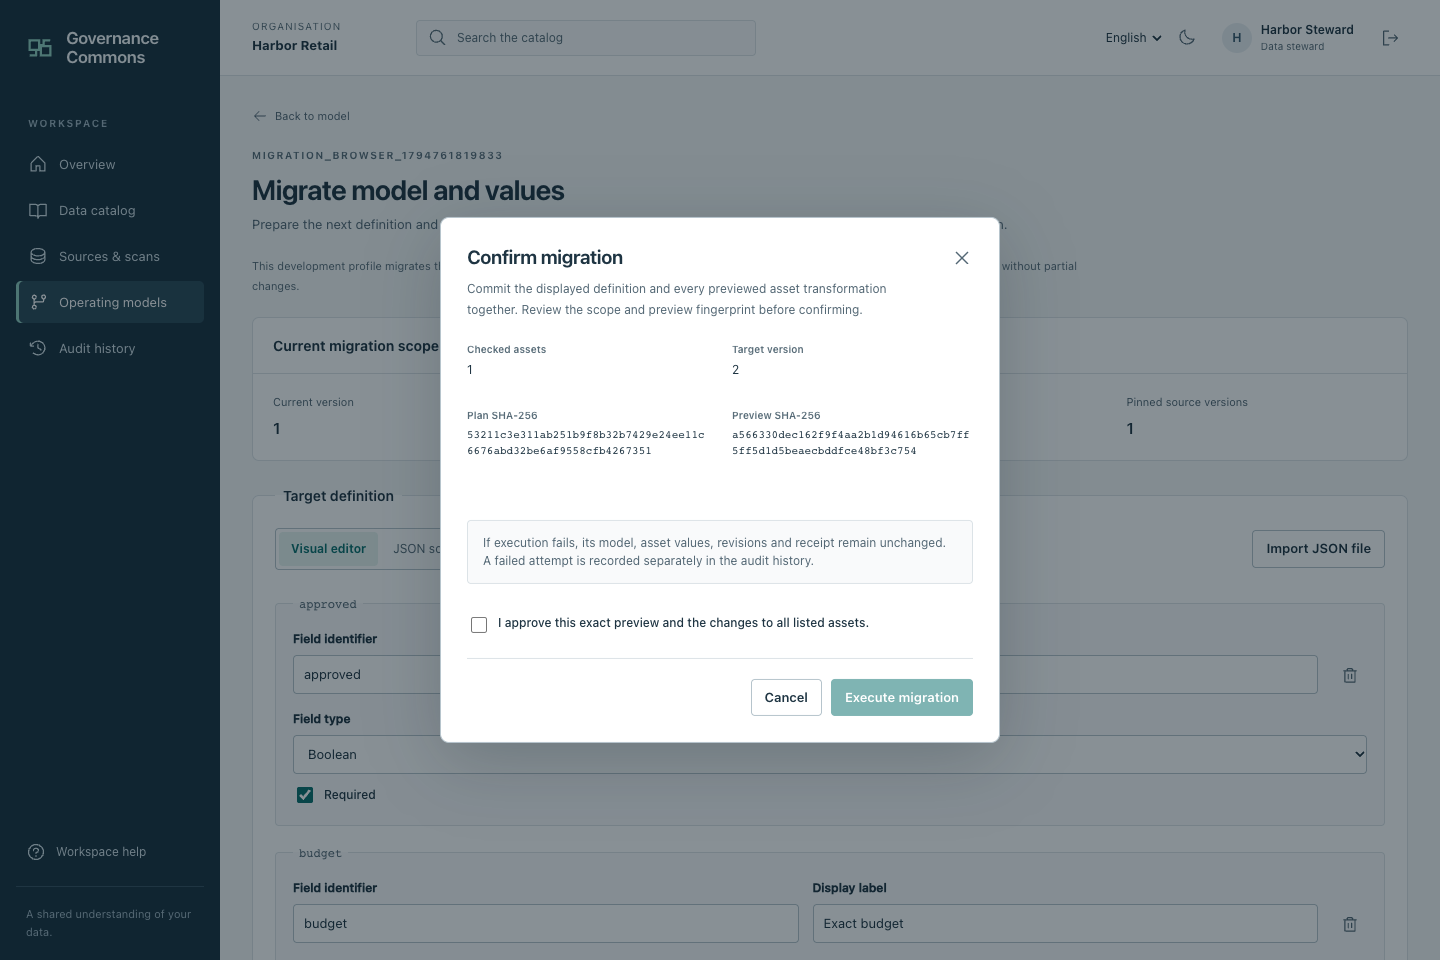 Governance
Commons
WORKSPACE
Overview
Data catalog
Sources & scans
Operating models
Audit history
Workspace help
A shared understanding of your
data.
ORGANISATION
Harbor Retail
Search the catalog
English
H
Harbor Steward
Data steward
Back to model
MIGRATION_BROWSER_1794761819833
Migrate model and values
Prepare the next definition and
This development profile migrates
without partial
changes.
Current migration scope
Current version
1
Pinned source versions
1
Target definition
Visual editor
JSON
Import JSON file
approved
Field identifier
approved
Field type
Boolean
Required
budget
Field identifier
budget
Display label
Exact budget
Confirm migration
Commit the displayed definition and every previewed asset transformation
together. Review the scope and preview fingerprint before confirming.
Checked assets
1
Target version
2
Plan SHA-256
53211c3e311ab251b9f8b32b7429e24ee11c
6676abd32be6af9558cfb4267351
Preview SHA-256
a566330dec162f9f4aa2b1d94616b65cb7ff
5ff5d1d5beaecbddfce48bf3c754
If execution fails, its model, asset values, revisions and receipt remain unchanged.
A failed attempt is recorded separately in the audit history.
I approve this exact preview and the changes to all listed assets.
Cancel
Execute migration